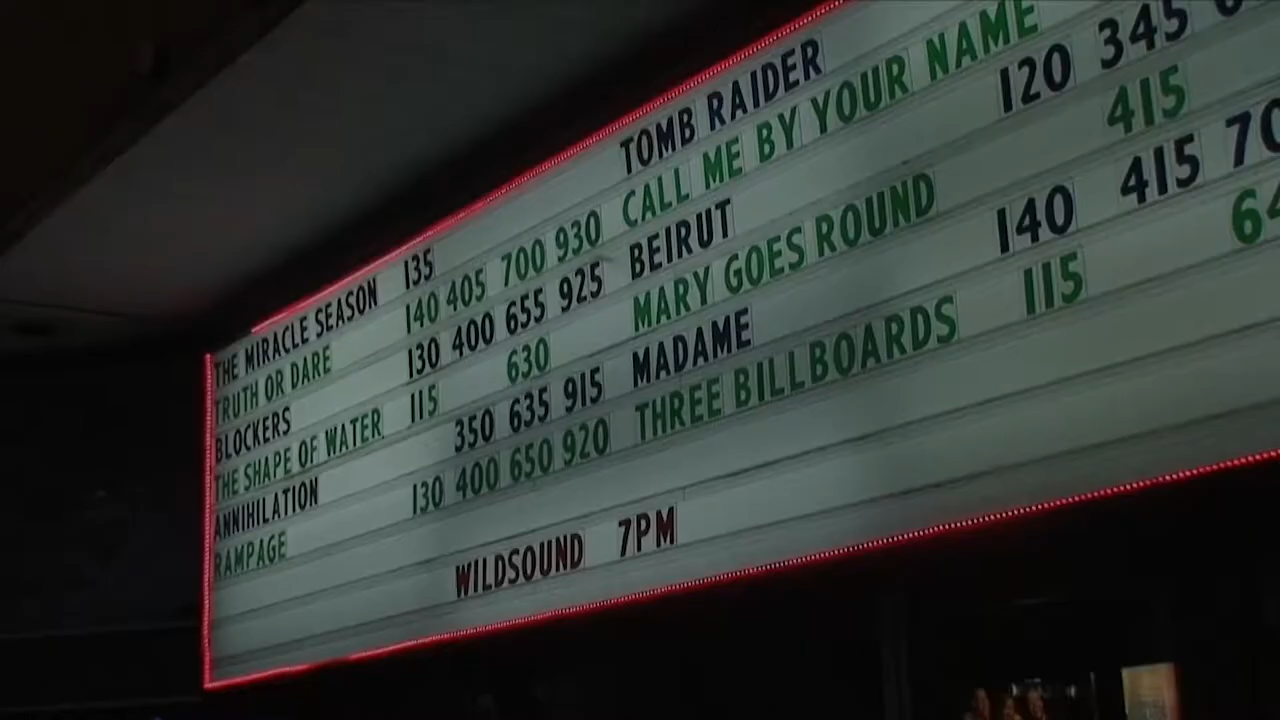 THE MIRACLE SEASON 135 TOMB RAIDER
TRUTH OR DARE 140 405 700 930 CALL ME BY YOUR NAME
BLOCKERS 130 400 655 925 BEIRUT 120 345
THE SHAPE OF WATER 115 630 MARY GOES ROUND 415
ANNIHILATION 350 635 915 MADAME 140 415
RAMPAGE 130 400 650 920 THREE BILLBOARDS 115
WILDSOUND 7PM